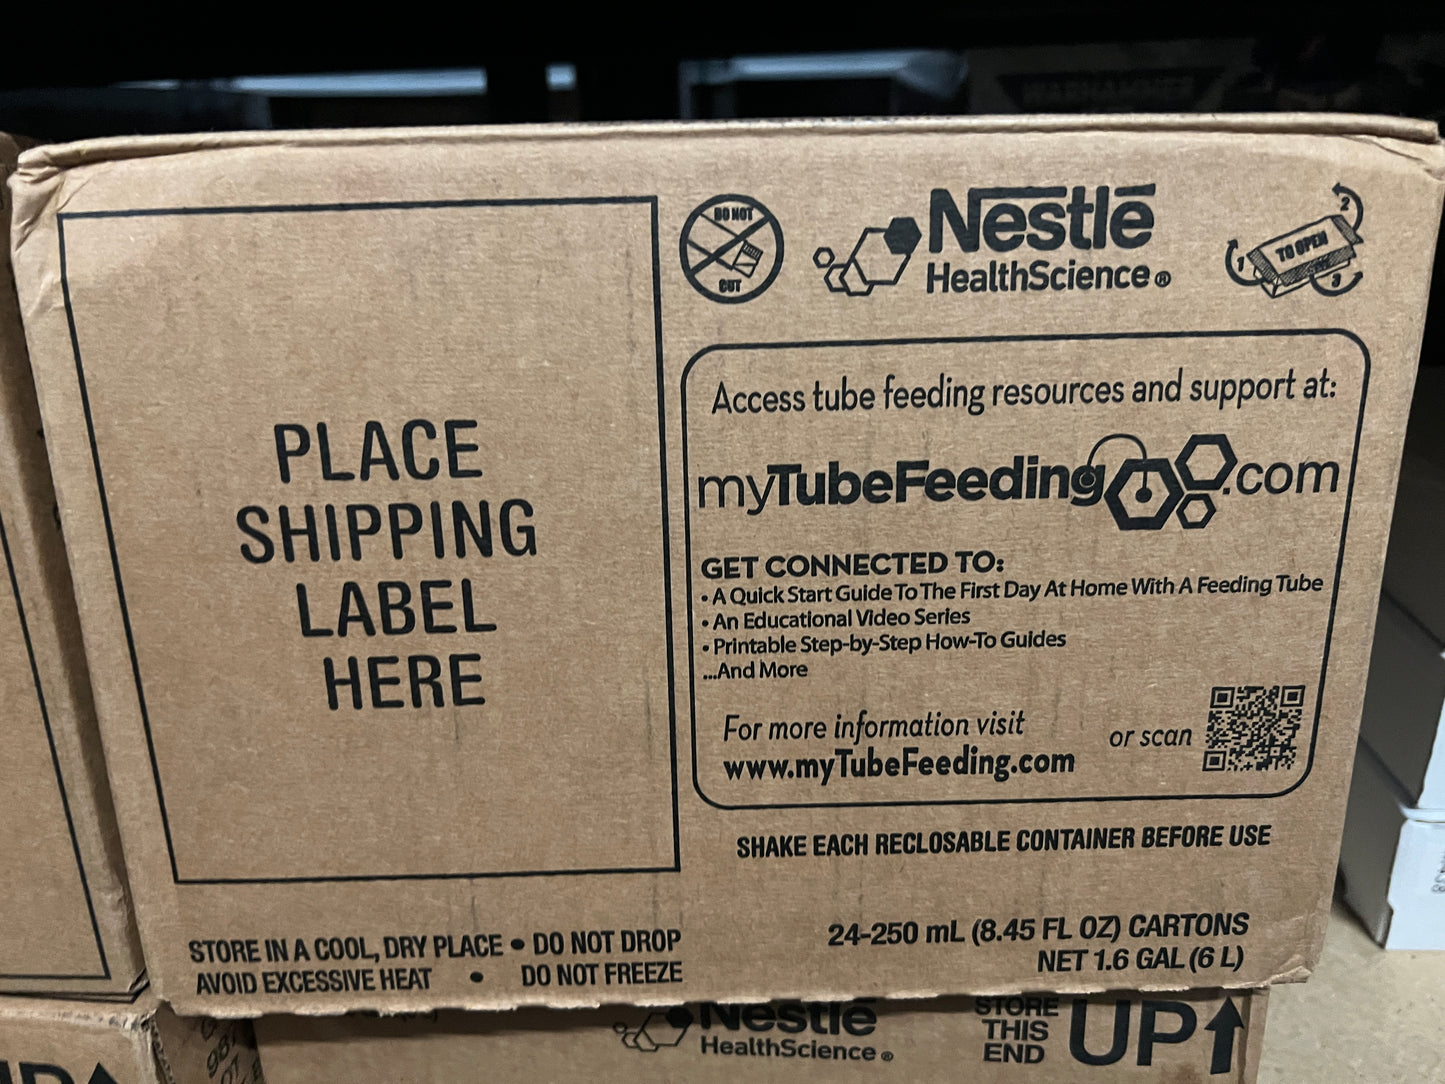 WARHAMMER
PLACE
SHIPPING
LABEL
HERE
DO NOT
CUT
Nestlé
HealthScience®
1
2
TO OPEN
3
Access tube feeding resources and support at:
myTubeFeeding.com
GET CONNECTED TO:
• A Quick Start Guide To The First Day At Home With A Feeding Tube
• An Educational Video Series
• Printable Step-by-Step How-To Guides
...And More
For more information visit
www.myTubeFeeding.com
or scan
SHAKE EACH RECLOSABLE CONTAINER BEFORE USE
STORE IN A COOL, DRY PLACE • DO NOT DROP
AVOID EXCESSIVE HEAT • DO NOT FREEZE
24-250 mL (8.45 FL OZ) CARTONS
NET 1.6 GAL (6 L)
Nestlé
HealthScience®
STORE
THIS
END
UP